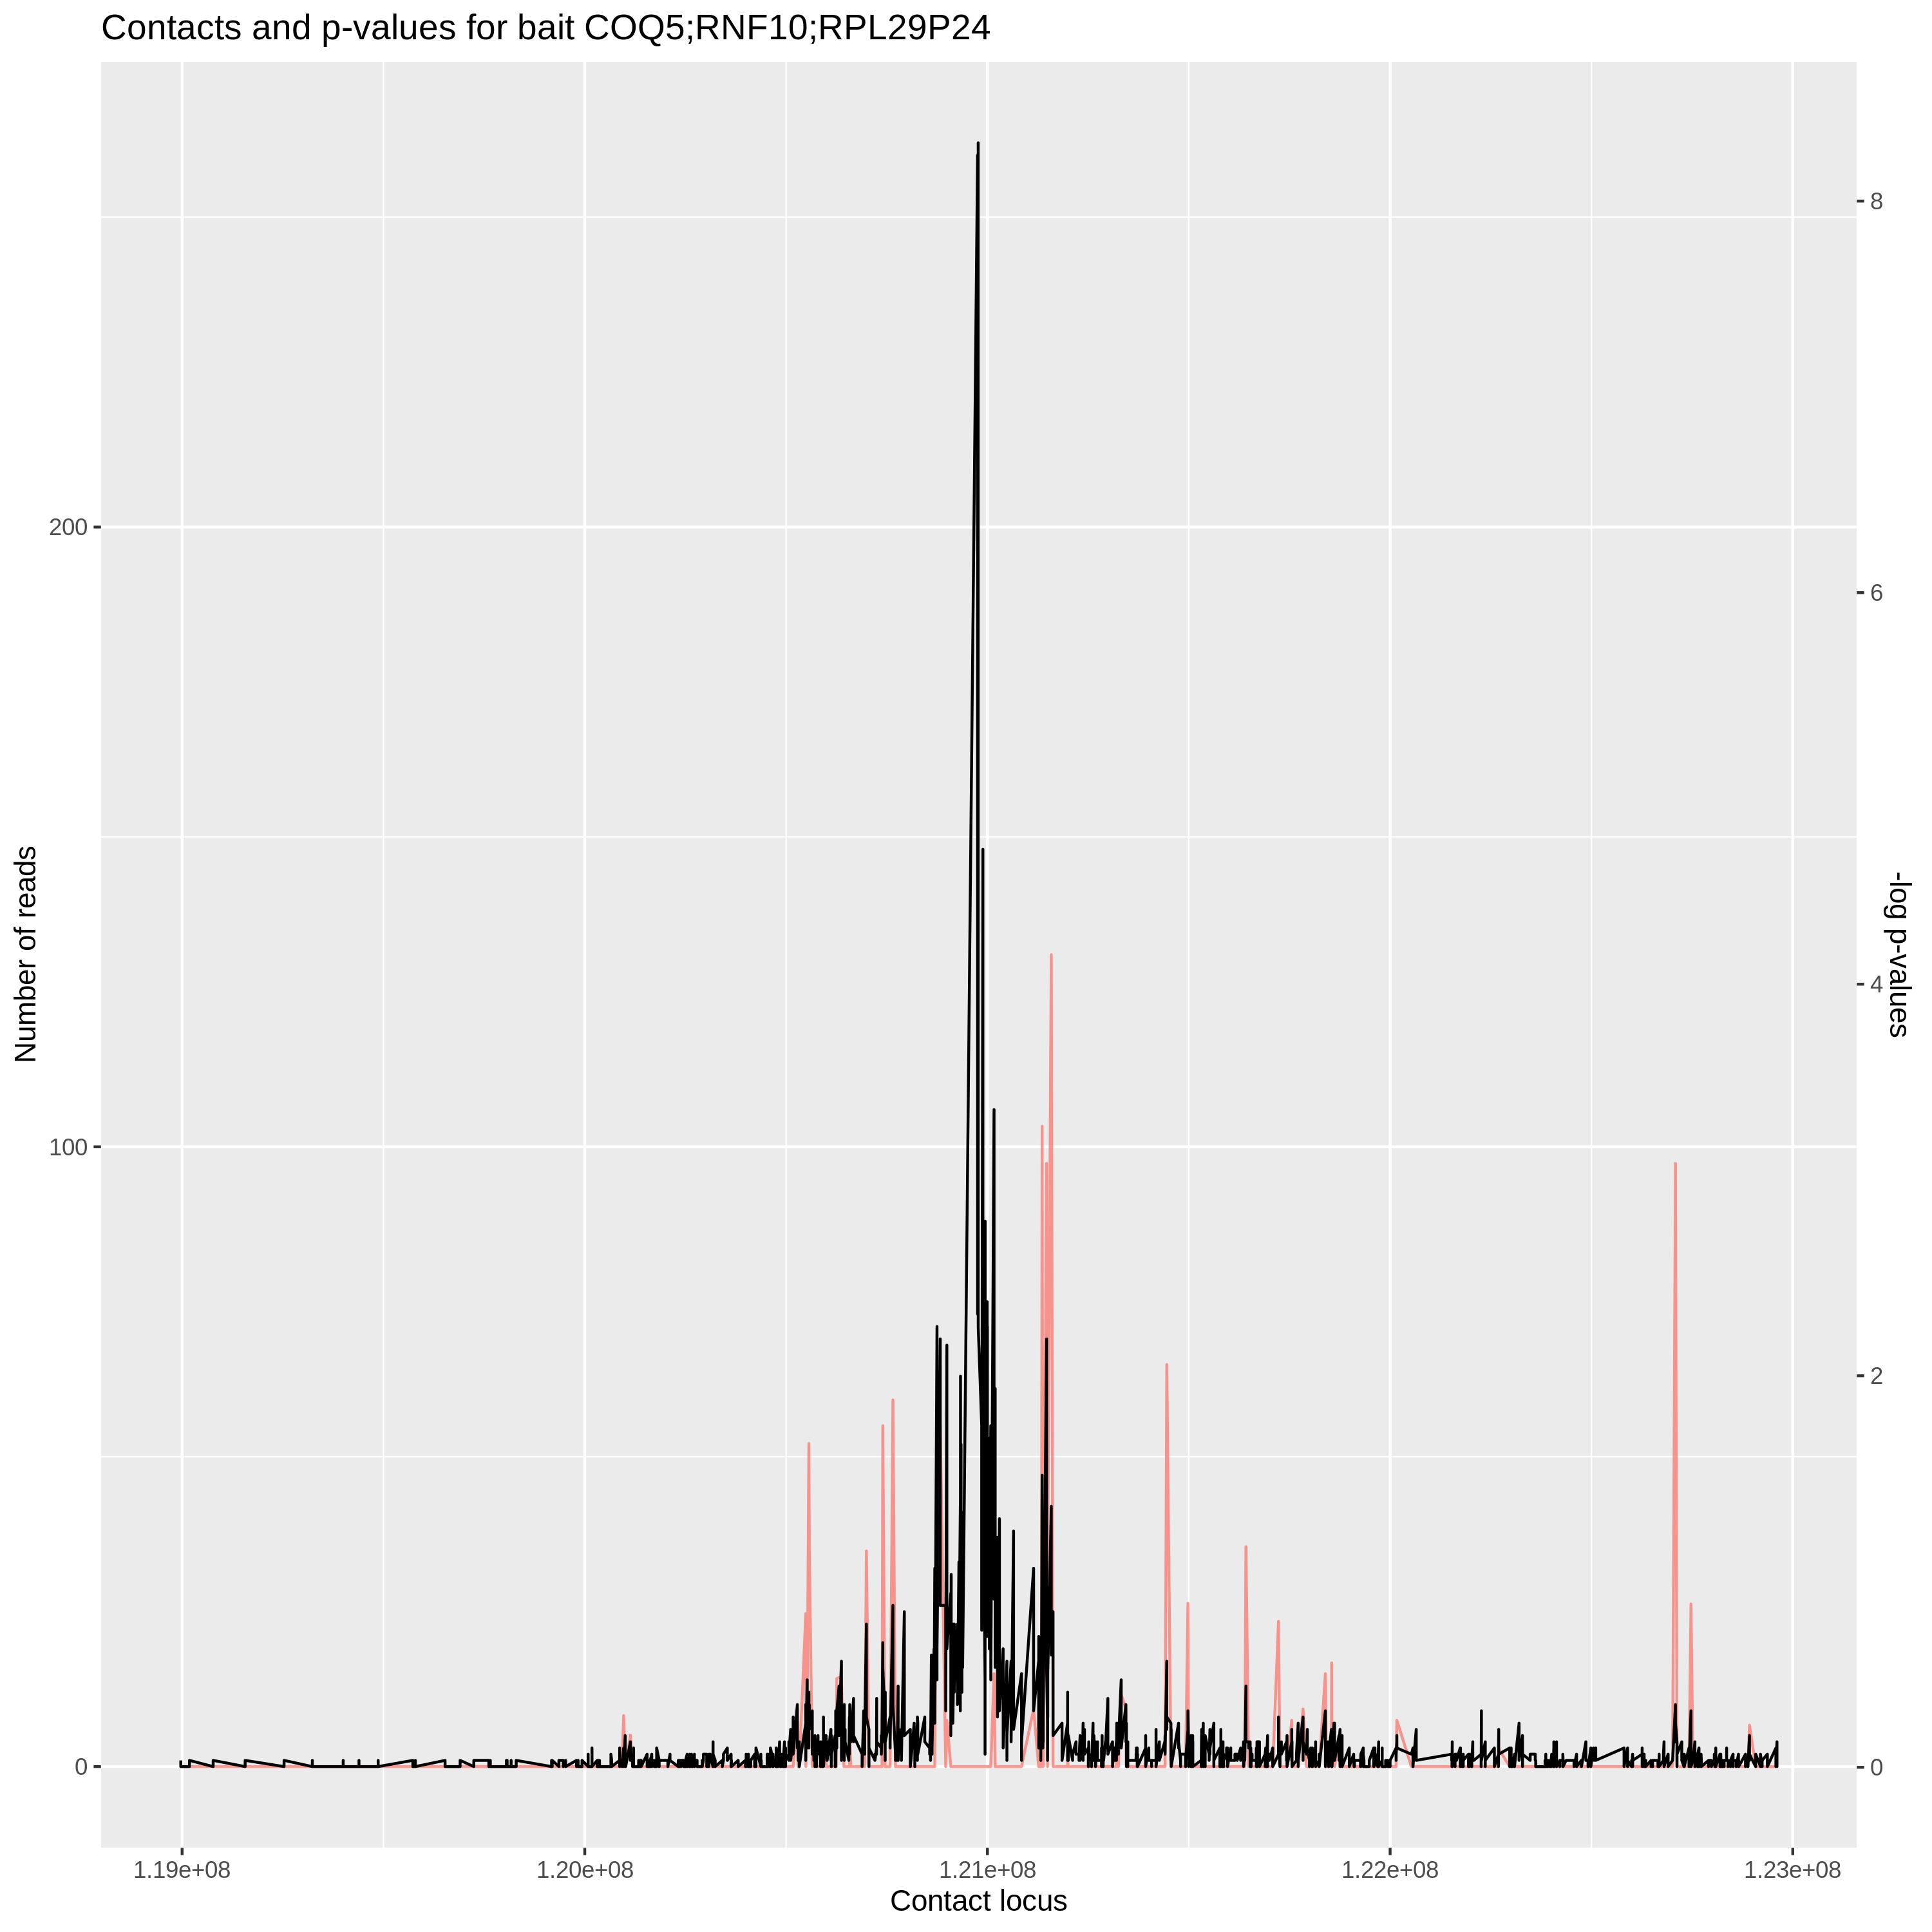 Contacts and p-values for bait COQ5;RNF10;RPL29P24
Number of reads
200
100
0
8
6
4
2
0
-log p-values
1.19e+08 1.20e+08 1.21e+08 1.22e+08 1.23e+08
Contact locus